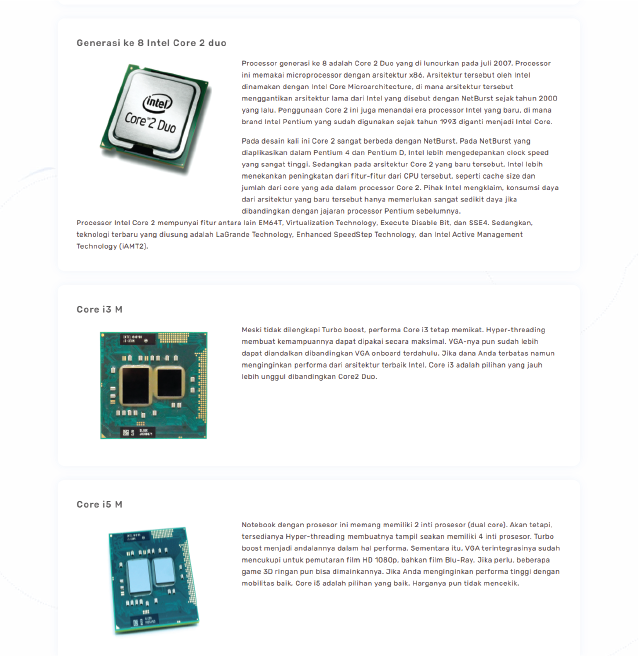 Generasi ke 8 Intel Core 2 duo
intel
Core™2 Duo
Processor generasi ke 8 adalah Core 2 Duo yang di luncurkan pada juli 2007. Processor
ini memakai microprocessor dengan arsitektur x86. Arsitektur tersebut oleh Intel
dinamakan dengan Intel Core Microarchitecture, di mana arsitektur tersebut
menggantikan arsitektur lama dari Intel yang disebut dengan NetBurst sejak tahun 2000
yang lalu. Penggunaan Core 2 ini juga menandai era processor Intel yang baru, di mana
brand Intel Pentium yang sudah digunakan sejak tahun 1993 diganti menjadi Intel Core.
Pada desain kali ini Core 2 sangat berbeda dengan NetBurst. Pada NetBurst yang
diaplikasikan dalam Pentium 4 dan Pentium D, Intel lebih mengedepankan clock speed
yang sangat tinggi. Sedangkan pada arsitektur Core 2 yang baru tersebut, Intel lebih
menekankan peningkatan dari fitur-fitur dari CPU tersebut, seperti cache size dan
jumlah dari core yang ada dalam processor Core 2. Pihak Intel mengklaim, konsumsi daya
dari arsitektur yang baru tersebut hanya memerlukan sangat sedikit daya jika
dibandingkan dengan jajaran processor Pentium sebelumnya.
Processor Intel Core 2 mempunyai fitur antara lain EM64T, Virtualization Technology, Execute Disable Bit, dan SSE4. Sedangkan,
teknologi terbaru yang diusung adalah LaGrande Technology, Enhanced SpeedStep Technology, dan Intel Active Management
Technology (iAMT2).
Core i3 M
Meski tidak dilengkapi Turbo boost, performa Core i3 tetap memikat. Hyper-threading
membuat kemampuannya dapat dipakai secara maksimal. VGA-nya pun sudah lebih
dapat diandalkan dibandingkan VGA onboard terdahulu. Jika dana Anda terbatas namun
menginginkan performa dari arsitektur terbaik Intel. Core i3 adalah pilihan yang jauh
lebih unggul dibandingkan Core2 Duo.
Core i5 M
Notebook dengan prosesor ini memang memiliki 2 inti prosesor (dual core). Akan tetapi,
tersedianya Hyper-threading membuatnya tampil seakan memiliki 4 inti prosesor. Turbo
boost menjadi andalannya dalam hal performa. Sementara itu, VGA terintegrasinya sudah
mencukupi untuk pemutaran film HD 1080p, bahkan film Blu-Ray. Jika perlu, beberapa
game 3D ringan pun bisa dimainkannya. Jika Anda menginginkan performa tinggi dengan
mobilitas baik, Core i5 adalah pilihan yang baik. Harganya pun tidak mencekik.